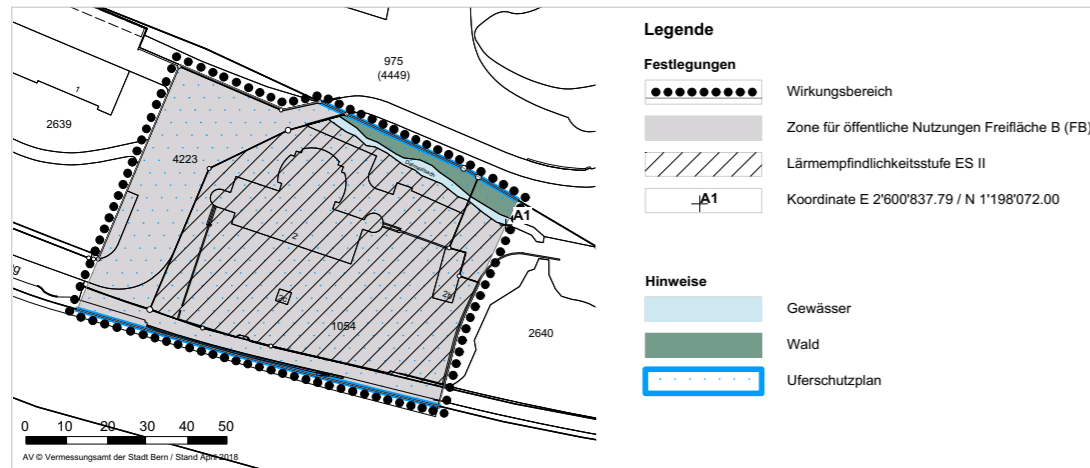 975
(4449)
1
2639
4223
A1
2
1054
2640
0 10 20 30 40 50
AV © Vermessungsamt der Stadt Bern / Stand April 2018
Legende
Festlegungen
Wirkungsbereich
Zone für öffentliche Nutzungen Freifläche B (FB)
Lärmempfindlichkeitsstufe ES II
A1 Koordinate E 2'600'837.79 / N 1'198'072.00
Hinweise
Gewässer
Wald
Uferschutzplan